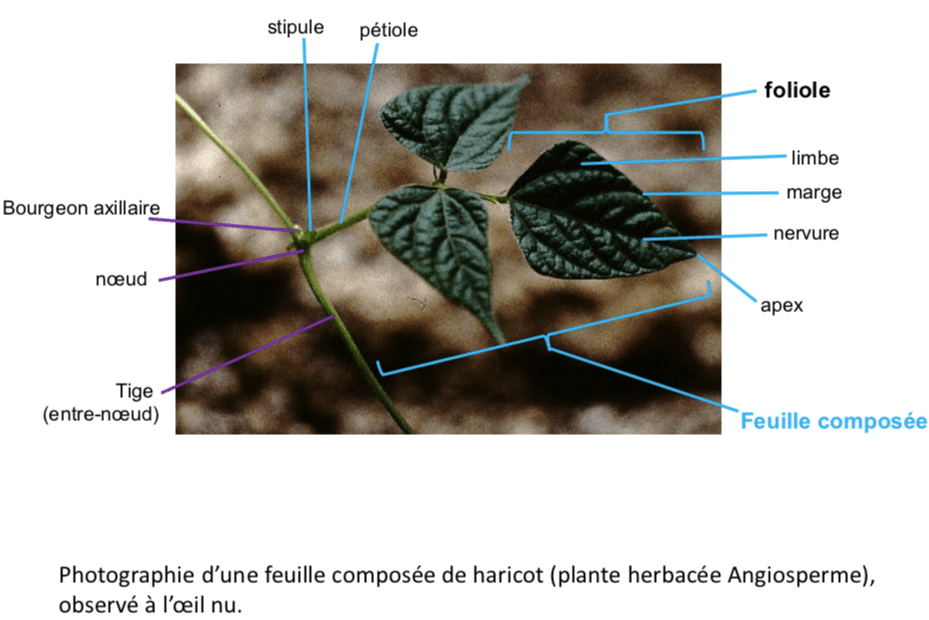 stipule
pétiole
foliole
limbe
marge
nervure
apex
Bourgeon axillaire
nœud
Tige
(entre-nœud)
Feuille composée
Photographie d’une feuille composée de haricot (plante herbacée Angiosperme),
observé à l’œil nu.